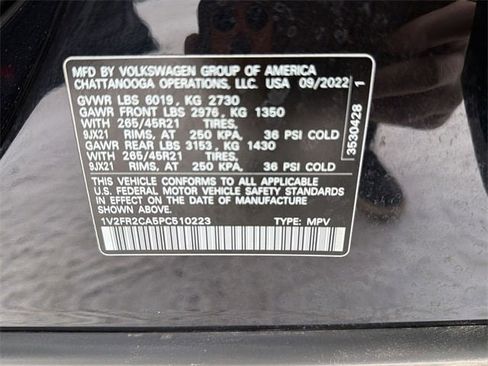 MFD. BY VOLKSWAGEN GROUP OF AMERICA
CHATTANOOGA OPERATIONS, LLC. USA 09/2022
GVWR LBS 6019, KG 2730
GAWR FRONT LBS 2976, KG 1350
WITH 265/45R21 TIRES,
9JX21 RIMS, AT 250 KPA, 36 PSI COLD
GAWR REAR LBS 3153, KG 1430
WITH 265/45R21 TIRES,
9JX21 RIMS, AT 250 KPA, 36 PSI COLD
THIS VEHICLE CONFORMS TO ALL APPLICABLE
U.S. FEDERAL MOTOR VEHICLE SAFETY STANDARDS
IN EFFECT ON THE DATE OF MANUFACTURE
SHOWN ABOVE.
1V2FR2CA5PC510223 TYPE: MPV
3530428 1